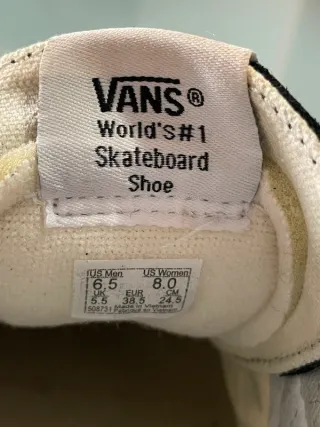 VANS®
World's#1
Skateboard
Shoe
US Men US Women
6.5 8.0
UK EUR CM
5.5 38.5 24.5
Made in Vietnam